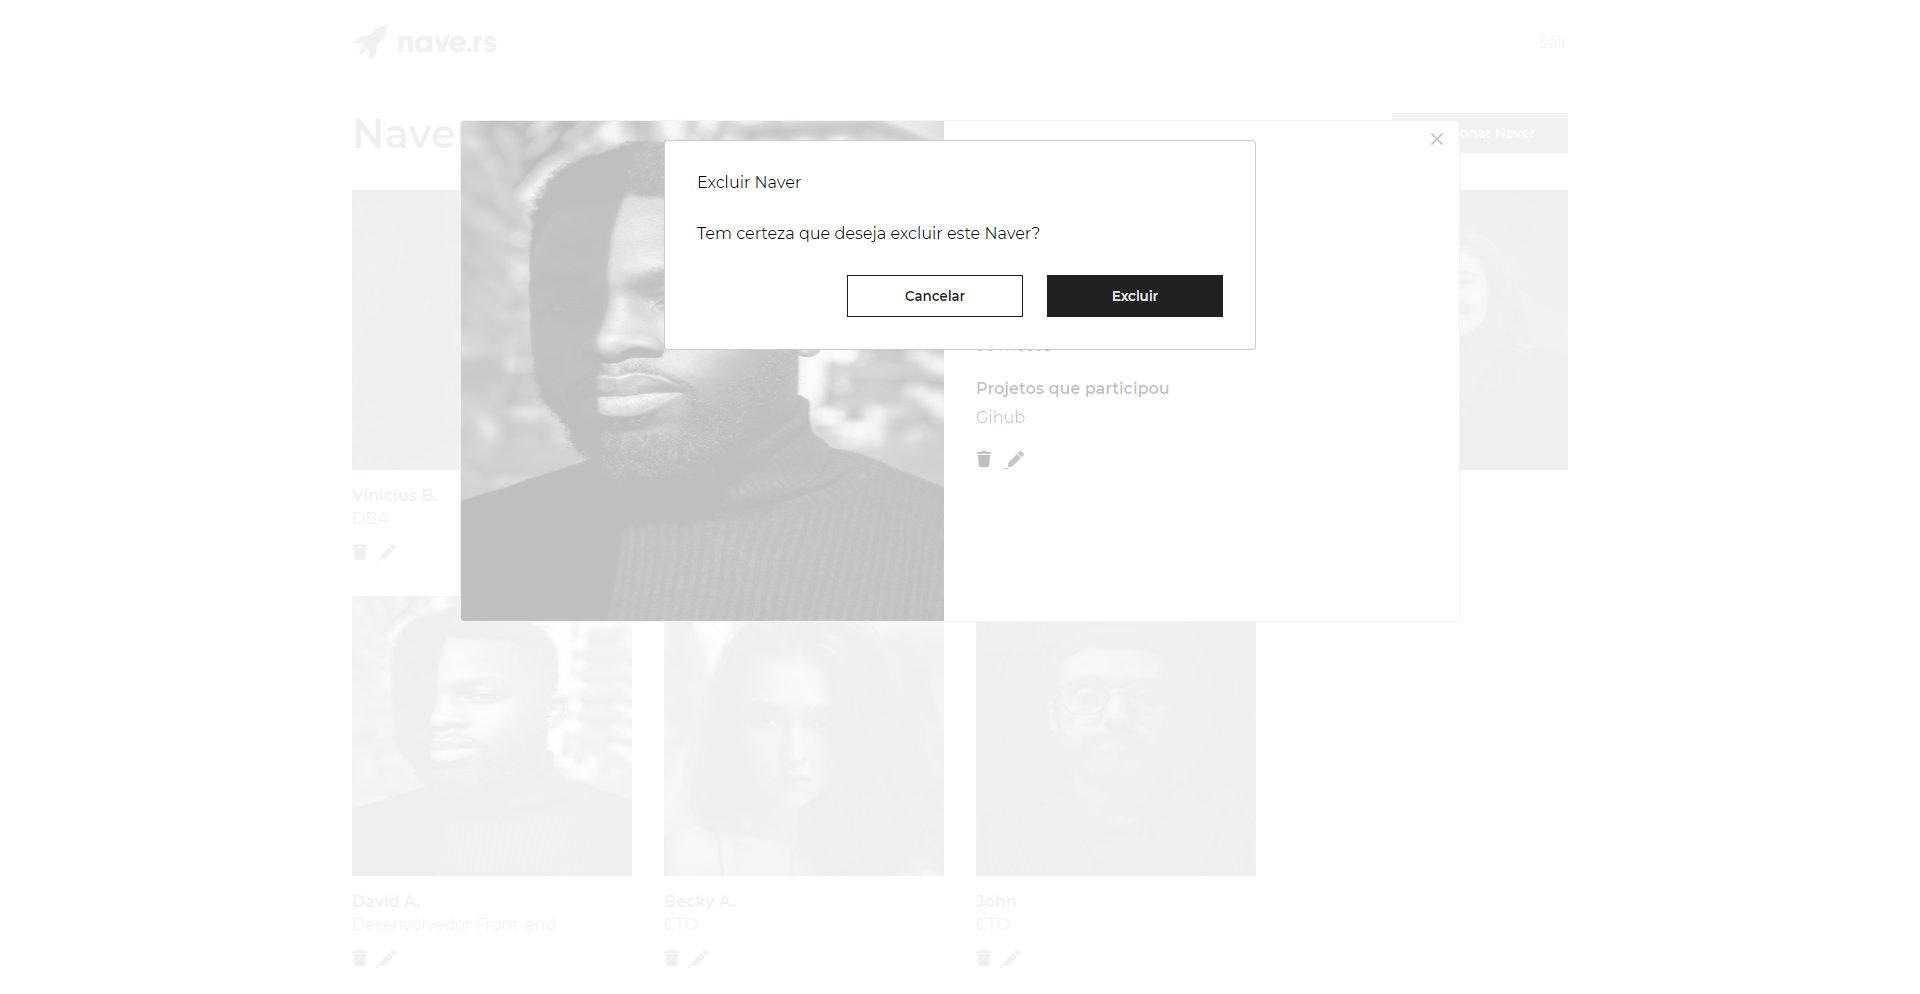 nave.rs
Sair
Nave
onar Naver
Excluir Naver
Tem certeza que deseja excluir este Naver?
Cancelar
Excluir
Projetos que participou
Gihub
Vinicius B.
DBA
David A.
Desenvolvedor Front-end
Becky A.
CTO
John
CTO